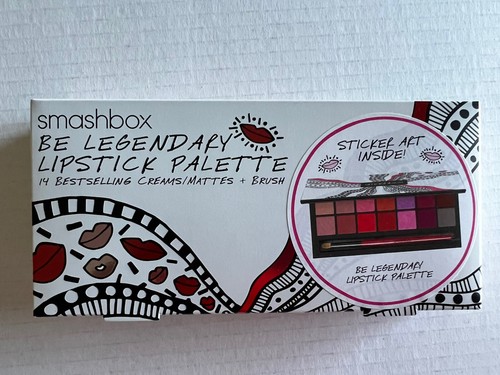 smashbox
BE LEGENDARY
LIPSTICK PALETTE
14 BESTSELLING CREAMS/MATTES + BRUSH
STICKER ART
INSIDE!
BE LEGENDARY
LIPSTICK PALETTE